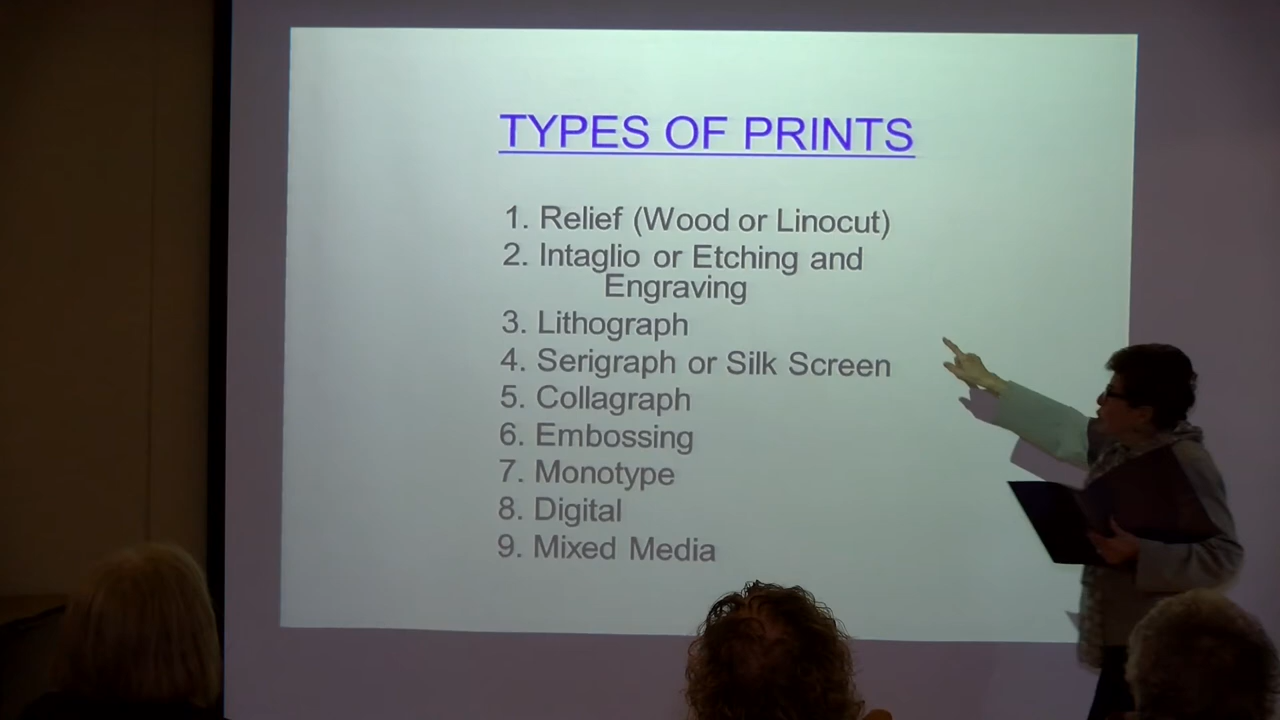 TYPES OF PRINTS
1. Relief (Wood or Linocut)
2. Intaglio or Etching and
Engraving
3. Lithograph
4. Serigraph or Silk Screen
5. Collagraph
6. Embossing
7. Monotype
8. Digital
9. Mixed Media